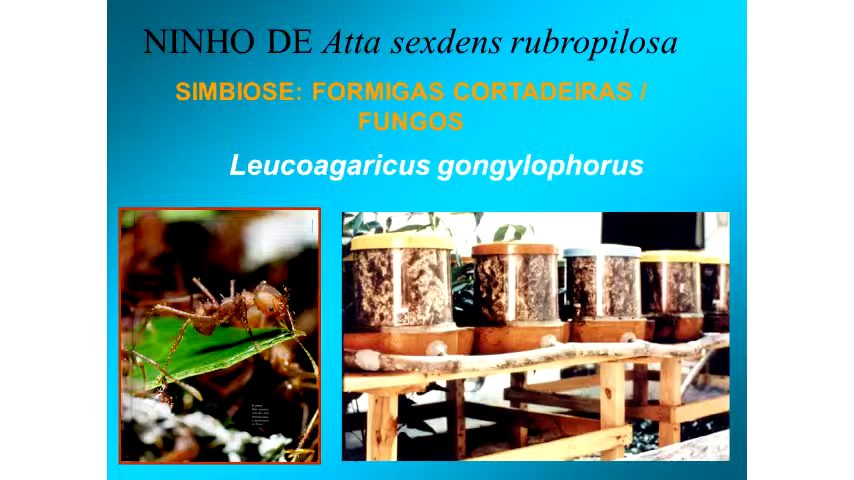 NINHO DE Atta sexdens rubropilosa
SIMBIOSE: FORMIGAS CORTADEIRAS /
FUNGOS
Leucoagaricus gongylophorus